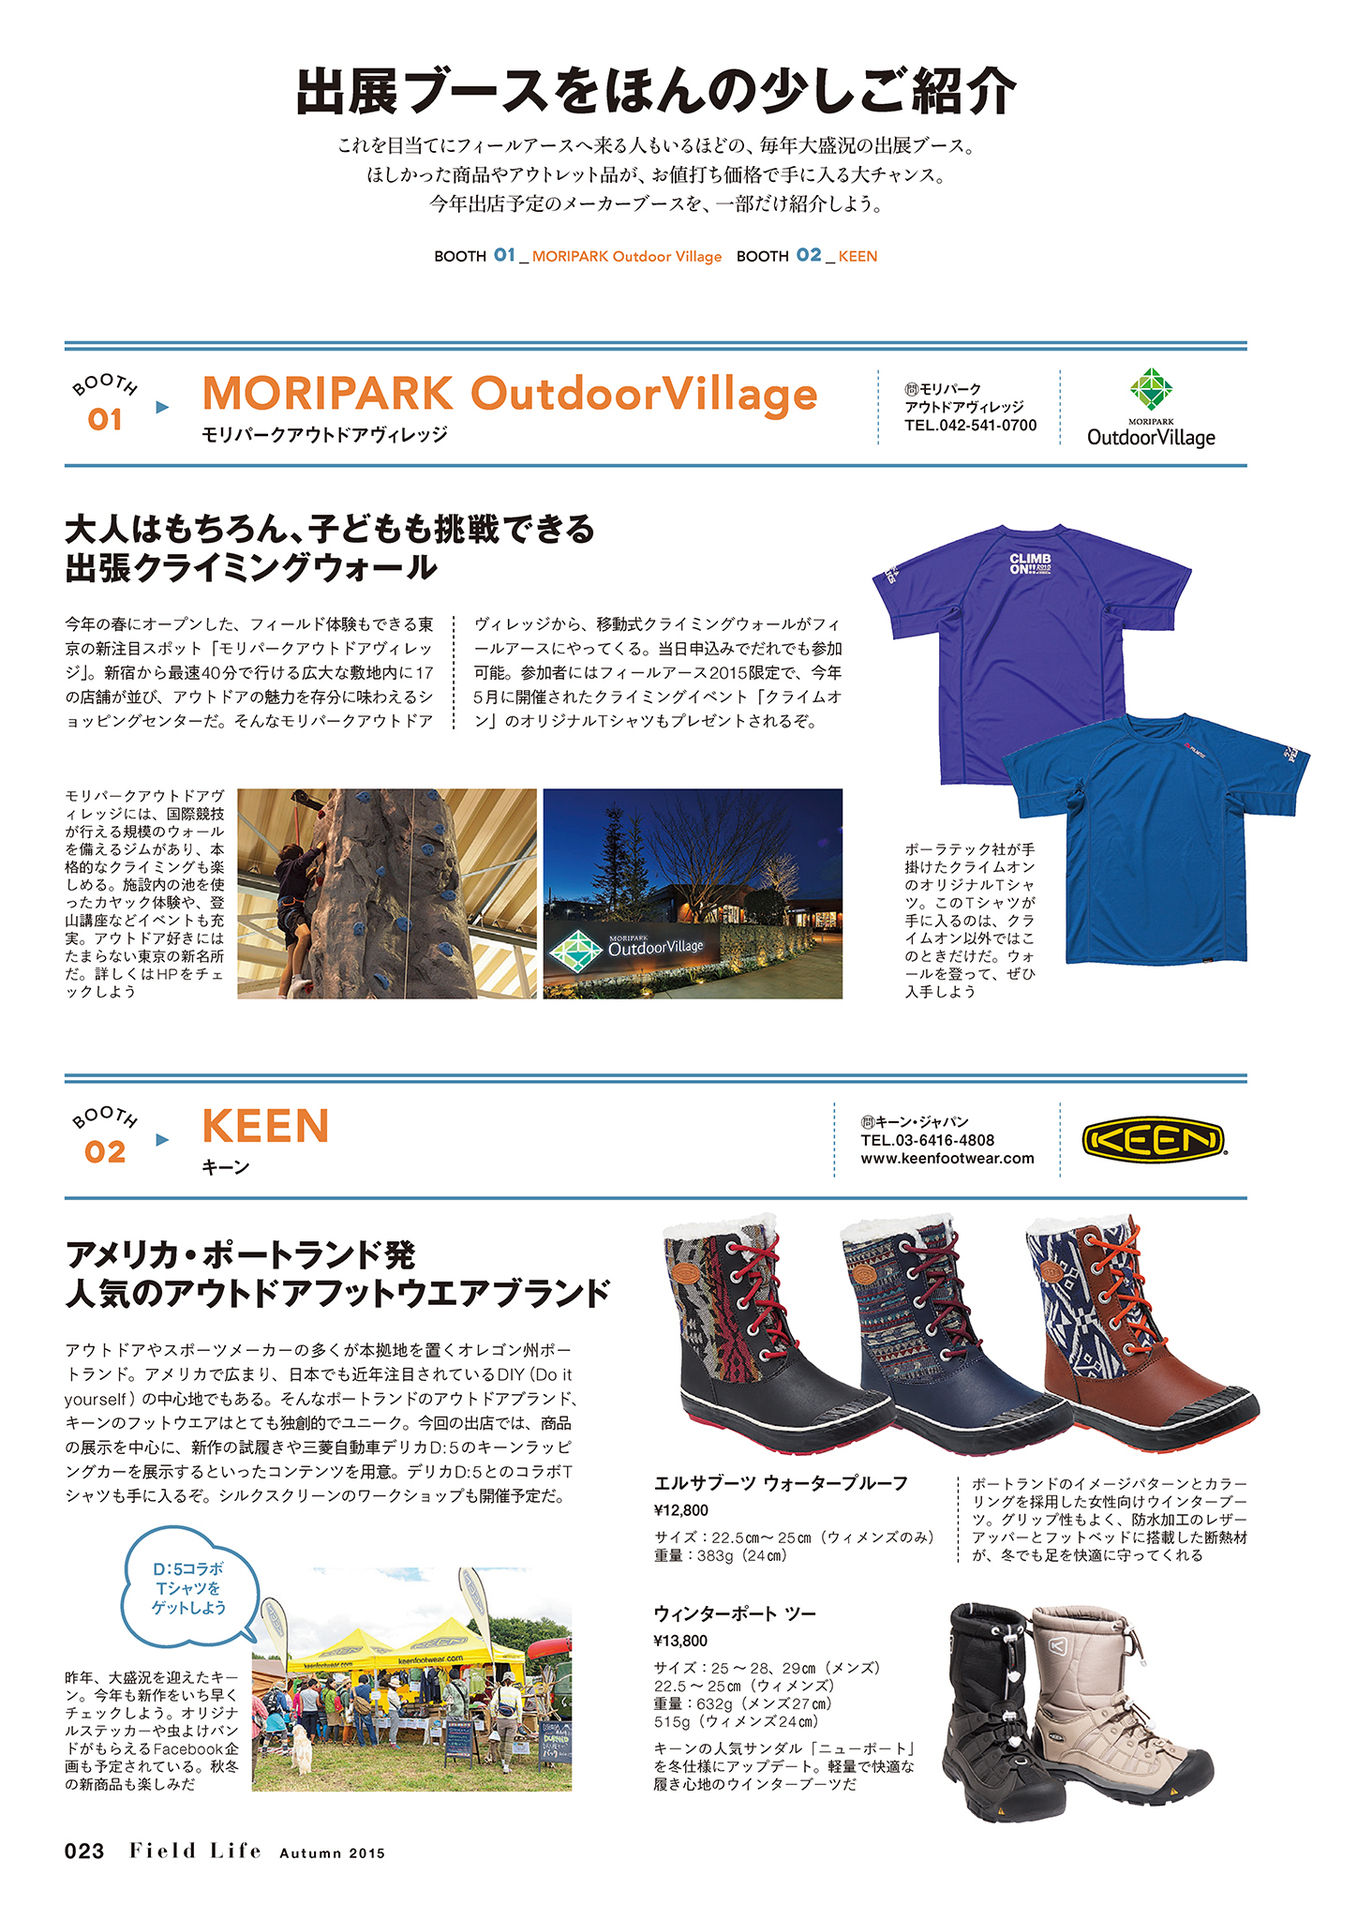 出展ブースをほんの少しご紹介
これを目当てにフィールアースへ来る人もいるほどの、毎年大盛況の出展ブース。
ほしかった商品やアウトレット品が、お値打ち価格で手に入る大チャンス。
今年出店予定のメーカーブースを、一部だけ紹介しよう。
BOOTH 01_MORIPARK Outdoor Village BOOTH 02_KEEN
BOOTH
01
MORIPARK OutdoorVillage
モリパークアウトドアヴィレッジ
㉄モリパーク
アウトドアヴィレッジ
TEL.042-541-0700
MORIPARK
OutdoorVillage
大人はもちろん、子どもも挑戦できる
出張クライミングウォール
今年の春にオープンした、フィールド体験もできる東
京の新注目スポット「モリパークアウトドアヴィレッ
ジ」。新宿から最速40分で行ける広大な敷地内に17
の店舗が並び、アウトドアの魅力を存分に味わえるシ
ョッピングセンターだ。そんなモリパークアウトドア
ヴィレッジから、移動式クライミングウォールがフィ
ールアースにやってくる。当日申込みでだれでも参加
可能。参加者にはフィールアース2015限定で、今年
5月に開催されたクライミングイベント「クライムオ
ン」のオリジナルTシャツもプレゼントされるぞ。
CLIMB
ON!!
モリパークアウトドアヴ
ィレッジには、国際競技
が行える規模のウォール
を備えるジムがあり、本
格的なクライミングも楽
しめる。施設内の池を使
ったカヤック体験や、登
山講座などイベントも充
実。アウトドア好きには
たまらない東京の新名所
だ。詳しくはHPをチェ
ックしよう
MORIPARK
OutdoorVillage
ポーラテック社が手
掛けたクライムオン
のオリジナルTシャ
ツ。このTシャツが
手に入るのは、クラ
イムオン以外ではこ
のときだけだ。ウォ
ールを登って、ぜひ
入手しよう
BOOTH
02
KEEN
キーン
㉄キーン・ジャパン
TEL.03-6416-4808
www.keenfootwear.com
KEEN
アメリカ・ポートランド発
人気のアウトドアフットウエアブランド
アウトドアやスポーツメーカーの多くが本拠地を置くオレゴン州ポー
トランド。アメリカで広まり、日本でも近年注目されているDIY（Do it
yourself）の中心地でもある。そんなポートランドのアウトドアブランド、
キーンのフットウエアはとても独創的でユニーク。今回の出店では、商品
の展示を中心に、新作の試履きや三菱自動車デリカD:5のキーンラッピ
ングカーを展示するといったコンテンツを用意。デリカD:5とのコラボT
シャツも手に入るぞ。シルクスクリーンのワークショップも開催予定だ。
D:5コラボ
Tシャツを
ゲットしよう
昨年、大盛況を迎えたキー
ン。今年も新作をいち早く
チェックしよう。オリジナ
ルステッカーや虫よけバン
ドがもらえるFacebook企
画も予定されている。秋冬
の新商品も楽しみだ
KEEN
KEEN
keenfootwear.com
keenfootwear.com
エルサブーツ ウォータープルーフ
¥12,800
サイズ：22.5㎝〜25㎝（ウィメンズのみ）
重量：383g（24㎝）
ポートランドのイメージパターンとカラー
リングを採用した女性向けウインターブー
ツ。グリップ性もよく、防水加工のレザー
アッパーとフットベッドに搭載した断熱材
が、冬でも足を快適に守ってくれる
ウィンターポート ツー
¥13,800
サイズ：25〜28、29㎝（メンズ）
22.5〜25㎝（ウィメンズ）
重量：632g（メンズ27㎝）
515g（ウィメンズ24㎝）
キーンの人気サンダル「ニューポート」
を冬仕様にアップデート。軽量で快適な
履き心地のウインターブーツだ
023 Field Life Autumn 2015